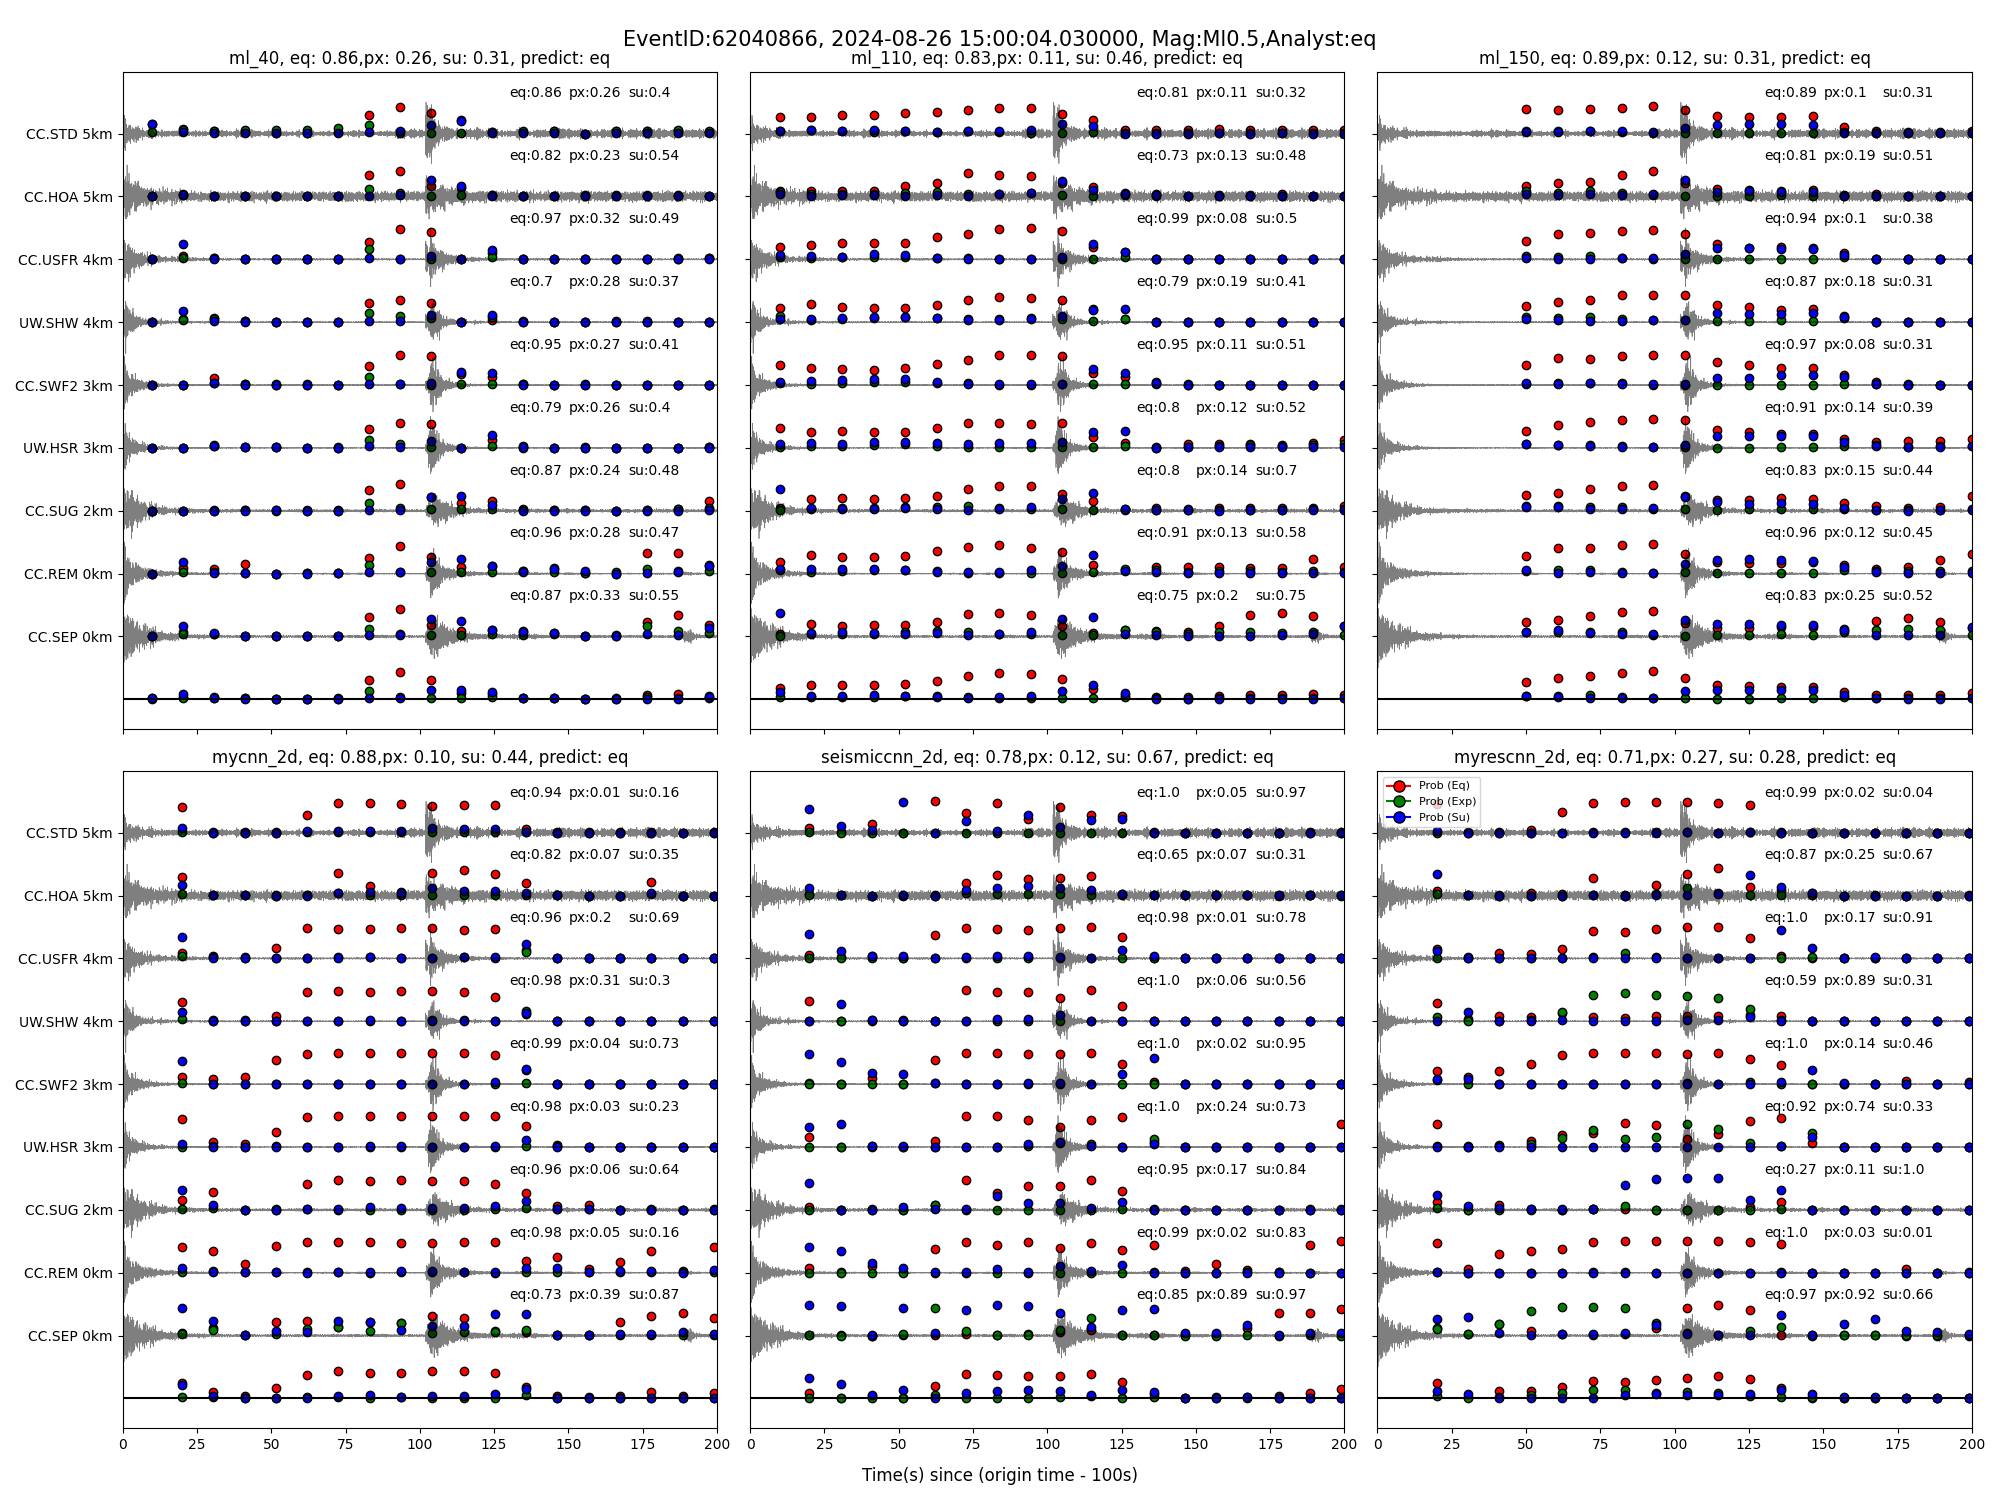 EventID:62040866, 2024-08-26 15:00:04.030000, Mag:Ml0.5,Analyst:eq
ml_40, eq: 0.86,px: 0.26, su: 0.31, predict: eq
eq:0.86 px:0.26 su:0.4
CC.STD 5km
eq:0.82 px:0.23 su:0.54
CC.HOA 5km
eq:0.97 px:0.32 su:0.49
CC.USFR 4km
eq:0.7 px:0.28 su:0.37
UW.SHW 4km
eq:0.95 px:0.27 su:0.41
CC.SWF2 3km
eq:0.79 px:0.26 su:0.4
UW.HSR 3km
eq:0.87 px:0.24 su:0.48
CC.SUG 2km
eq:0.96 px:0.28 su:0.47
CC.REM 0km
eq:0.87 px:0.33 su:0.55
CC.SEP 0km
ml_110, eq: 0.83,px: 0.11, su: 0.46, predict: eq
eq:0.81 px:0.11 su:0.32
eq:0.73 px:0.13 su:0.48
eq:0.99 px:0.08 su:0.5
eq:0.79 px:0.19 su:0.41
eq:0.95 px:0.11 su:0.51
eq:0.8 px:0.12 su:0.52
eq:0.8 px:0.14 su:0.7
eq:0.91 px:0.13 su:0.58
eq:0.75 px:0.2 su:0.75
ml_150, eq: 0.89,px: 0.12, su: 0.31, predict: eq
eq:0.89 px:0.1 su:0.31
eq:0.81 px:0.19 su:0.51
eq:0.94 px:0.1 su:0.38
eq:0.87 px:0.18 su:0.31
eq:0.97 px:0.08 su:0.31
eq:0.91 px:0.14 su:0.39
eq:0.83 px:0.15 su:0.44
eq:0.96 px:0.12 su:0.45
eq:0.83 px:0.25 su:0.52
mycnn_2d, eq: 0.88,px: 0.10, su: 0.44, predict: eq
eq:0.94 px:0.01 su:0.16
CC.STD 5km
eq:0.82 px:0.07 su:0.35
CC.HOA 5km
eq:0.96 px:0.2 su:0.69
CC.USFR 4km
eq:0.98 px:0.31 su:0.3
UW.SHW 4km
eq:0.99 px:0.04 su:0.73
CC.SWF2 3km
eq:0.98 px:0.03 su:0.23
UW.HSR 3km
eq:0.96 px:0.06 su:0.64
CC.SUG 2km
eq:0.98 px:0.05 su:0.16
CC.REM 0km
eq:0.73 px:0.39 su:0.87
CC.SEP 0km
0 25 50 75 100 125 150 175 200
seismiccnn_2d, eq: 0.78,px: 0.12, su: 0.67, predict: eq
eq:1.0 px:0.05 su:0.97
eq:0.65 px:0.07 su:0.31
eq:0.98 px:0.01 su:0.78
eq:1.0 px:0.06 su:0.56
eq:1.0 px:0.02 su:0.95
eq:1.0 px:0.24 su:0.73
eq:0.95 px:0.17 su:0.84
eq:0.99 px:0.02 su:0.83
eq:0.85 px:0.89 su:0.97
0 25 50 75 100 125 150 175 200
myrescnn_2d, eq: 0.71,px: 0.27, su: 0.28, predict: eq
Prob (Eq)
Prob (Exp)
Prob (Su)
eq:0.99 px:0.02 su:0.04
eq:0.87 px:0.25 su:0.67
eq:1.0 px:0.17 su:0.91
eq:0.59 px:0.89 su:0.31
eq:1.0 px:0.14 su:0.46
eq:0.92 px:0.74 su:0.33
eq:0.27 px:0.11 su:1.0
eq:1.0 px:0.03 su:0.01
eq:0.97 px:0.92 su:0.66
0 25 50 75 100 125 150 175 200
Time(s) since (origin time - 100s)